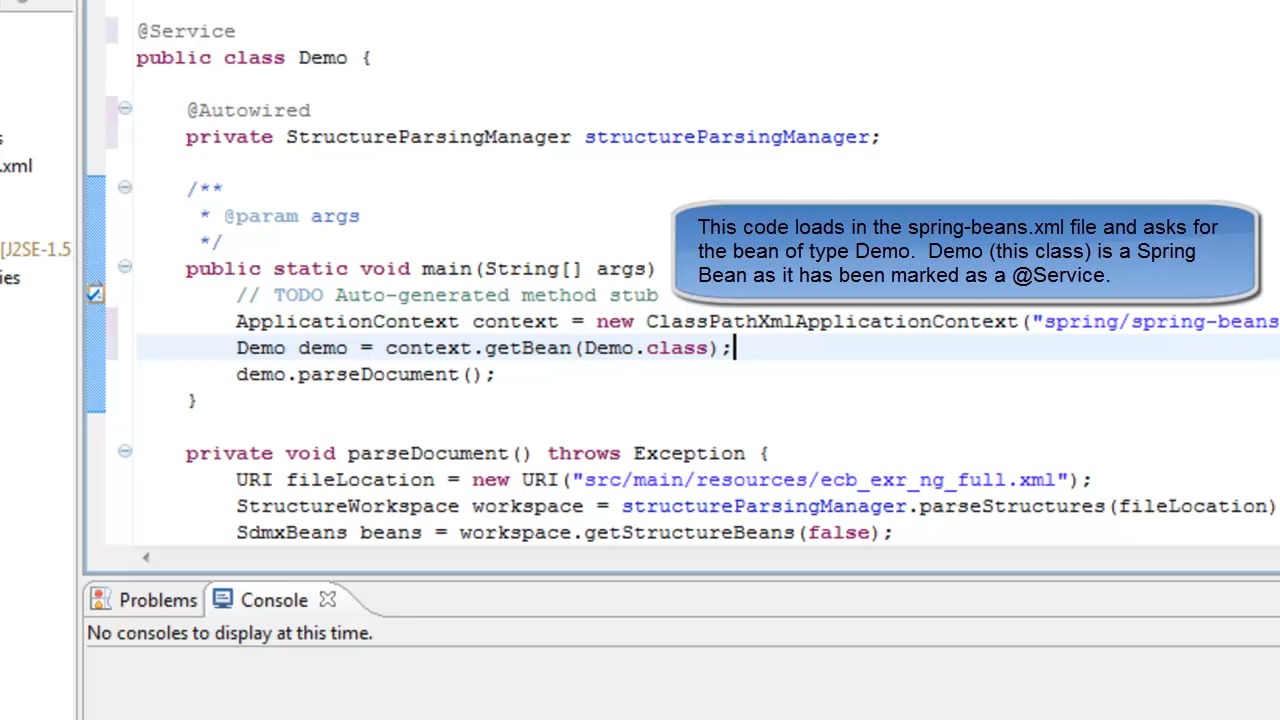 @Service
public class Demo {
@Autowired
private StructureParsingManager structureParsingManager;
/**
* @param args
*/
public static void main(String[] args)
// TODO Auto-generated method stub
ApplicationContext context = new ClassPathXmlApplicationContext("spring/spring-beans
Demo demo = context.getBean(Demo.class);
demo.parseDocument();
}
private void parseDocument() throws Exception {
URI fileLocation = new URI("src/main/resources/ecb_exr_ng_full.xml");
StructureWorkspace workspace = structureParsingManager.parseStructures(fileLocation)
SdmxBeans beans = workspace.getStructureBeans(false);
This code loads in the spring-beans.xml file and asks for
the bean of type Demo.  Demo (this class) is a Spring
Bean as it has been marked as a @Service.
s
.xml
[J2SE-1.5
ies
Problems Console
No consoles to display at this time.